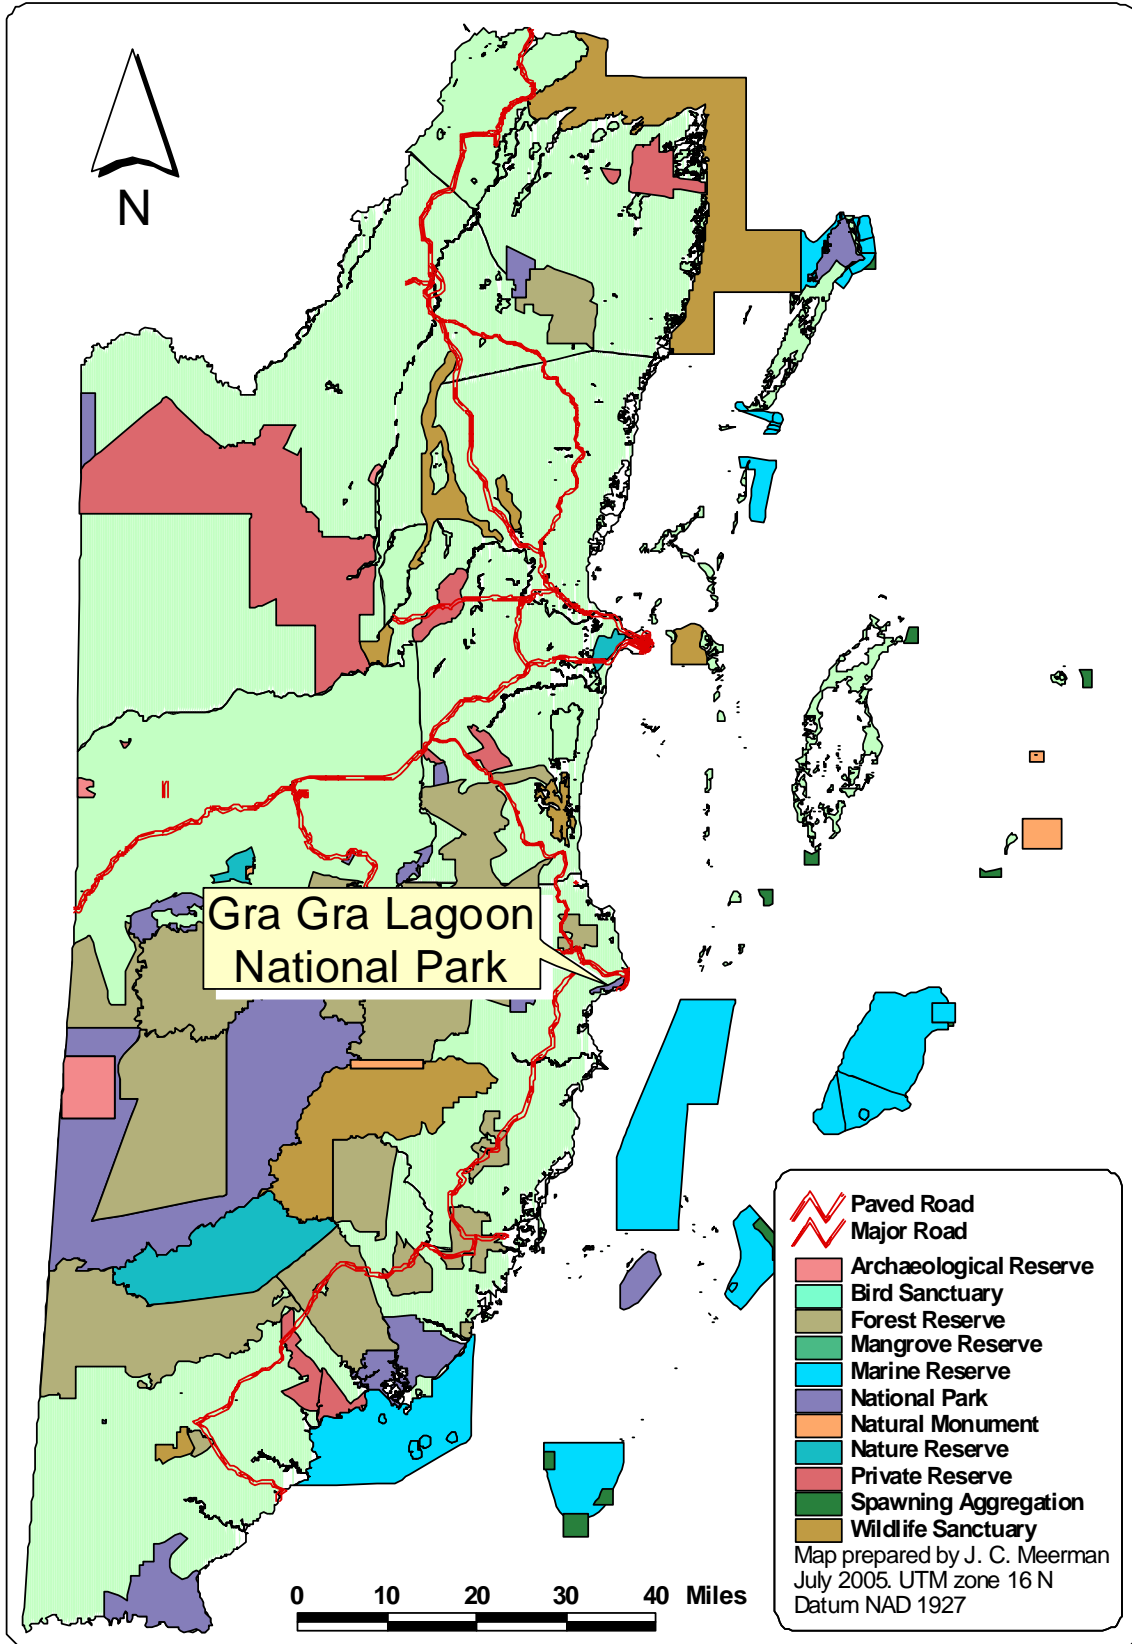 N
Gra Gra Lagoon
National Park
Paved Road
Major Road
Archaeological Reserve
Bird Sanctuary
Forest Reserve
Mangrove Reserve
Marine Reserve
National Park
Natural Monument
Nature Reserve
Private Reserve
Spawning Aggregation
Wildlife Sanctuary
Map prepared by J. C. Meerman
July 2005. UTM zone 16 N
Datum NAD 1927
0 10 20 30 40 Miles